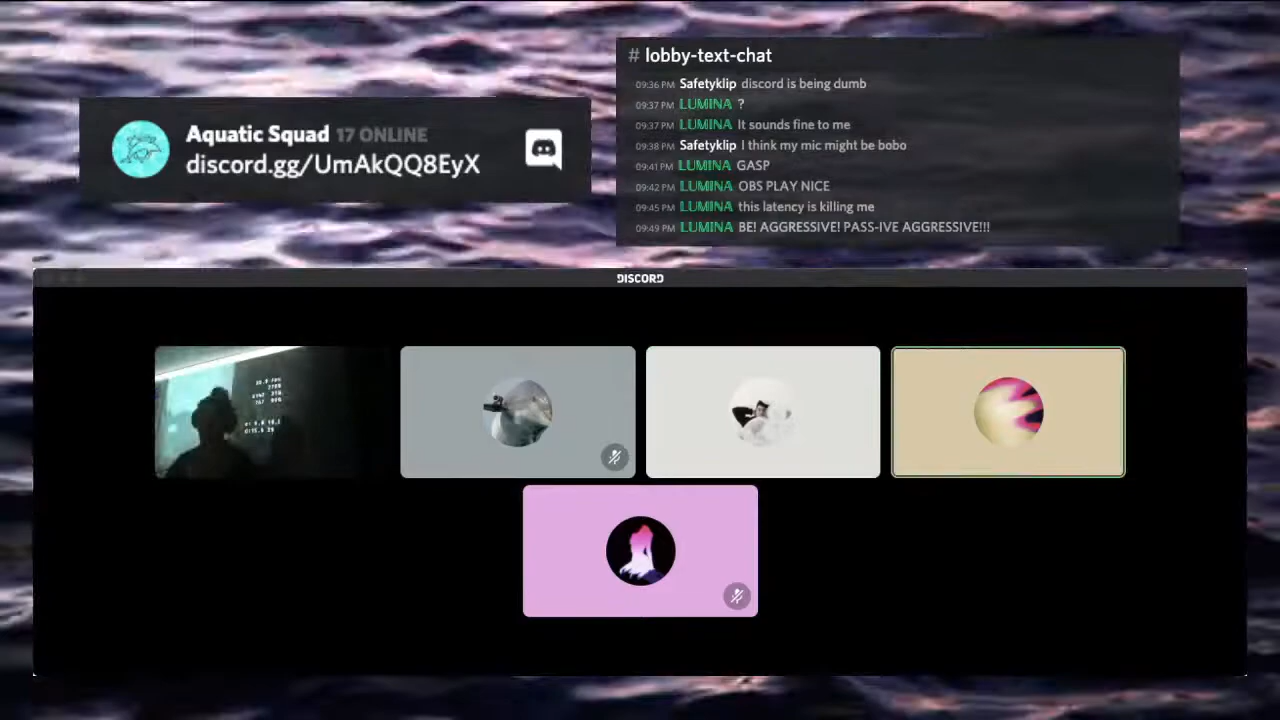 # lobby-text-chat
09:36 PM Safetyklip discord is being dumb
09:37 PM LUMINA ?
09:37 PM LUMINA It sounds fine to me
09:38 PM Safetyklip I think my mic might be bobo
09:41 PM LUMINA GASP
09:42 PM LUMINA OBS PLAY NICE
09:45 PM LUMINA this latency is killing me
09:49 PM LUMINA BE! AGGRESSIVE! PASS-IVE AGGRESSIVE!!!
Aquatic Squad 17 ONLINE
discord.gg/UmAkQQ8EyX
DISCORD